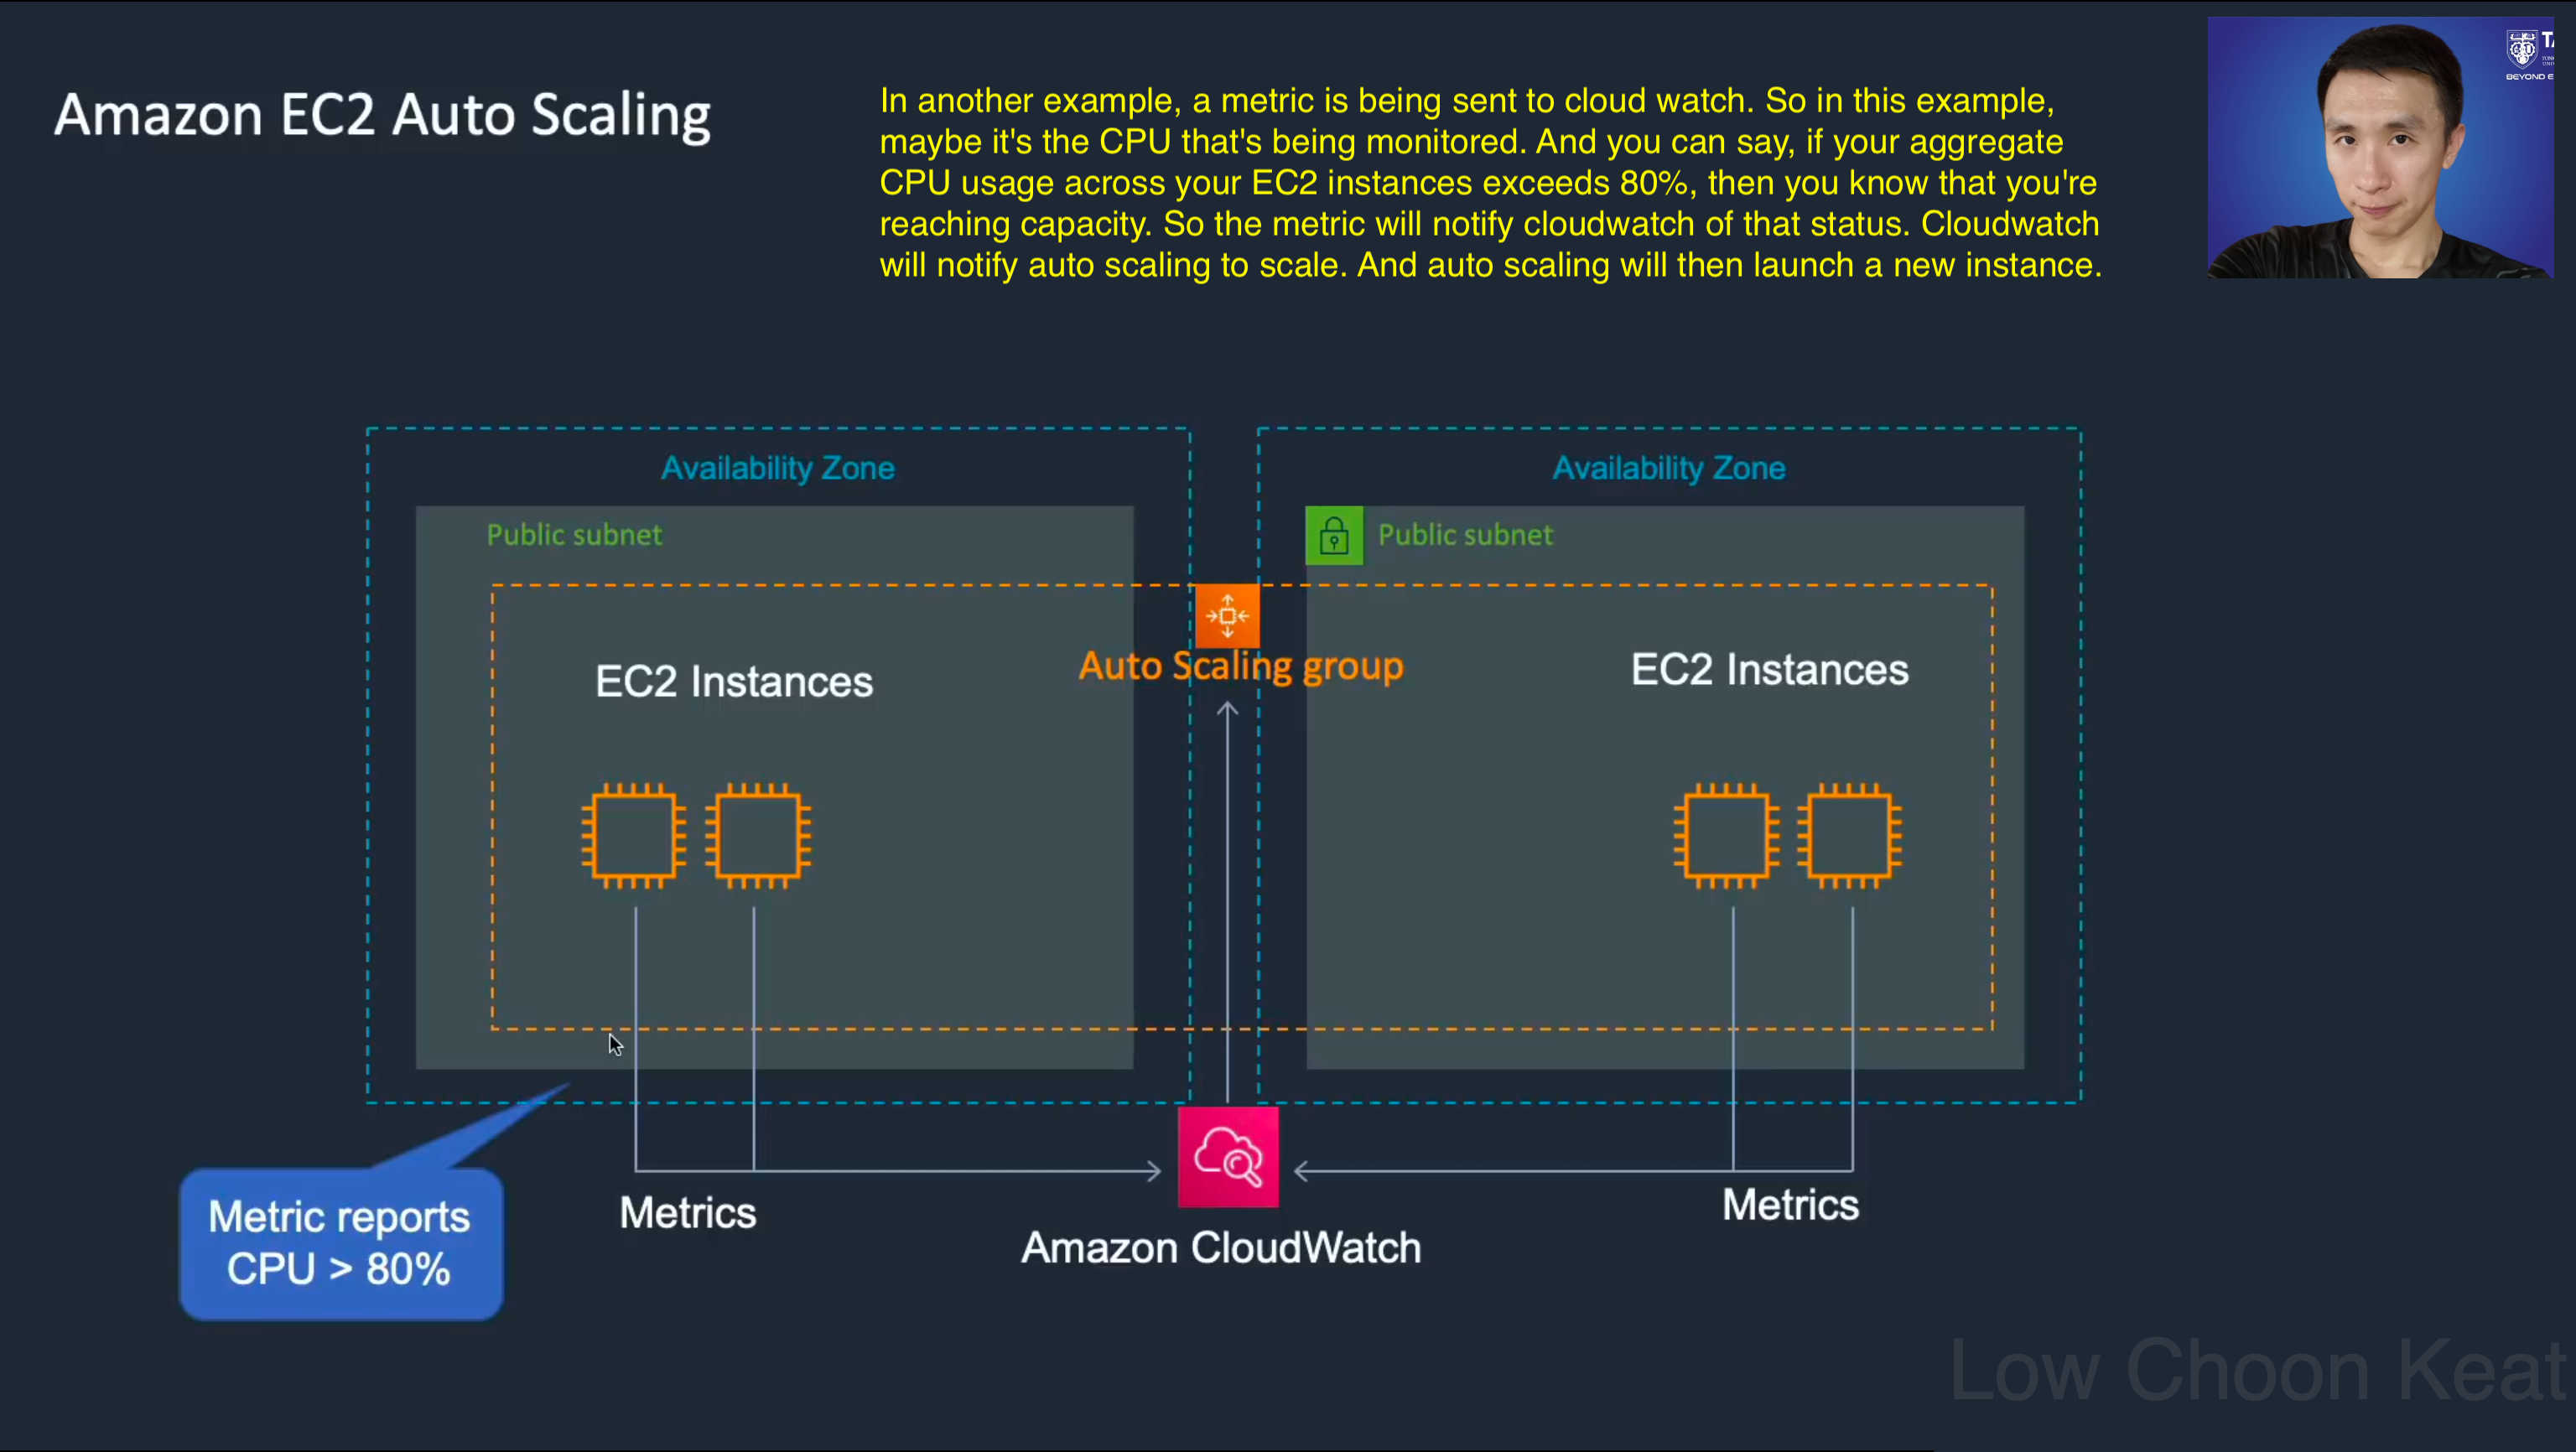 Amazon EC2 Auto Scaling
In another example, a metric is being sent to cloud watch. So in this example,
maybe it's the CPU that's being monitored. And you can say, if your aggregate
CPU usage across your EC2 instances exceeds 80%, then you know that you're
reaching capacity. So the metric will notify cloudwatch of that status. Cloudwatch
will notify auto scaling to scale. And auto scaling will then launch a new instance.
BEYOND E
Availability Zone
Availability Zone
Public subnet
Public subnet
Auto Scaling group
EC2 Instances
EC2 Instances
Metric reports
CPU > 80%
Metrics
Metrics
Amazon CloudWatch
Low Choon Keat